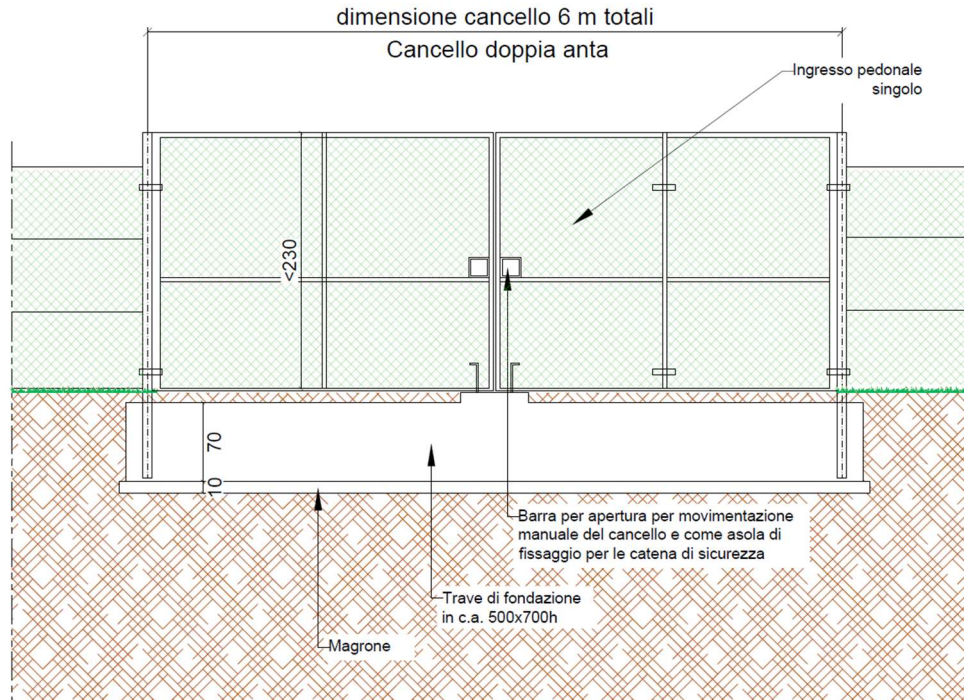 dimensione cancello 6 m totali
Cancello doppia anta
Ingresso pedonale
singolo
<230
70
10
Barra per apertura per movimentazione
manuale del cancello e come asola di
fissaggio per le catena di sicurezza
Trave di fondazione
in c.a. 500x700h
Magrone